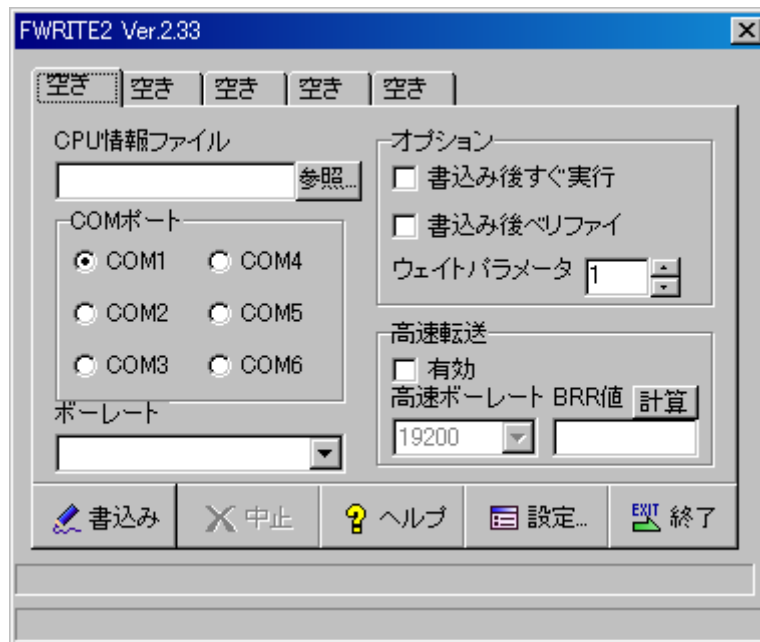 FWRITE2 Ver.2.33
空き 空き 空き 空き 空き
CPU情報ファイル
参照...
COMポート
COM1 COM4
COM2 COM5
COM3 COM6
ボーレート
オプション
書込み後すぐ実行
書込み後ベリファイ
ウェイトパラメータ 1
高速転送
有効
高速ボーレート BRR値 計算
19200
書込み 中止 ヘルプ 設定... EXIT 終了